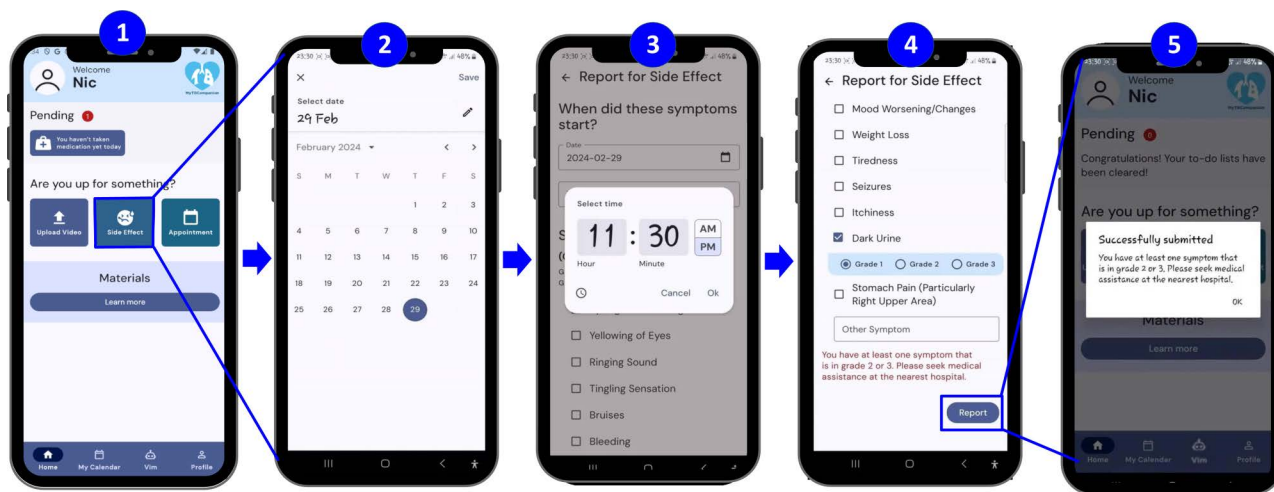 1
Welcome
Nic
My TBCompanion
Pending 1
You haven't taken
medication yet today
Are you up for something?
Upload Video
Side Effect
Appointment
Materials
Learn more
Home
My Calendar
Vim
Profile
2
48%
Save
Select date
29 Feb
February 2024
S M T W T F S
1 2 3
4 5 6 7 8 9 10
11 12 13 14 15 16 17
18 19 20 21 22 23 24
25 26 27 28 29
3
48%
Report for Side Effect
When did these symptoms
start?
Date
2024-02-29
Select time
11 : 30
AM
PM
Hour
Minute
Cancel
Ok
Yellowing of Eyes
Ringing Sound
Tingling Sensation
Bruises
Bleeding
4
48%
Report for Side Effect
Mood Worsening/Changes
Weight Loss
Tiredness
Seizures
Itchiness
Dark Urine
Grade 1
Grade 2
Grade 3
Stomach Pain (Particularly
Right Upper Area)
Other Symptom
You have at least one symptom that
is in grade 2 or 3. Please seek medical
assistance at the nearest hospital.
Report
5
48%
Welcome
Nic
Pending 0
Congratulations! Your to-do lists have
been cleared!
Are you up for something?
Successfully submitted
You have at least one symptom that
is in grade 2 or 3. Please seek medical
assistance at the nearest hospital.
OK
Materials
Learn more
Home
My Calendar
Vim
Profile